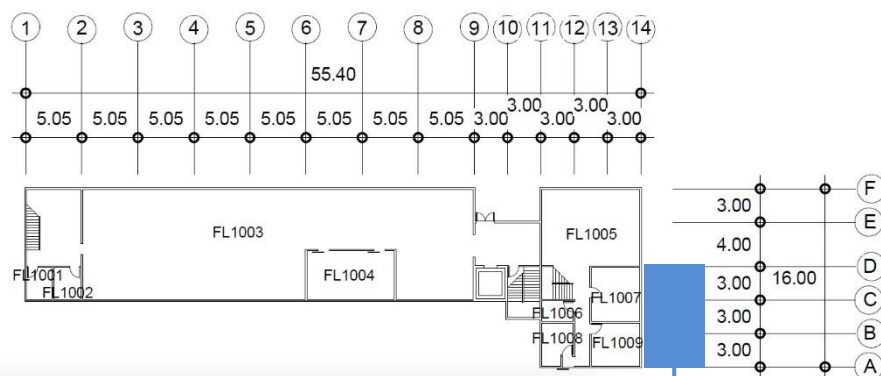 1 2 3 4 5 6 7 8 9 10 11 12 13 14
55.40
5.05 5.05 5.05 5.05 5.05 5.05 5.05 5.05 3.00 3.00 3.00 3.00 3.00
F
3.00
E
FL1003
FL1005
4.00
D
FL1001
FL1004
3.00
16.00
FL1002
FL1007
C
FL1006
3.00
B
FL1008
FL1009
3.00
A